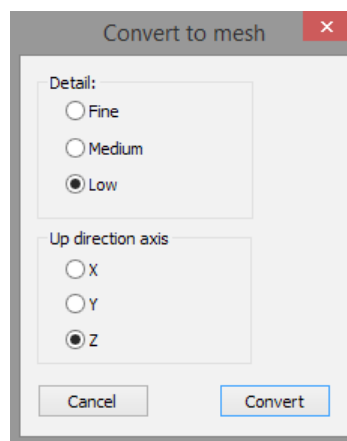 Convert to mesh
Detail:
Fine
Medium
Low
Up direction axis
X
Y
Z
Cancel Convert